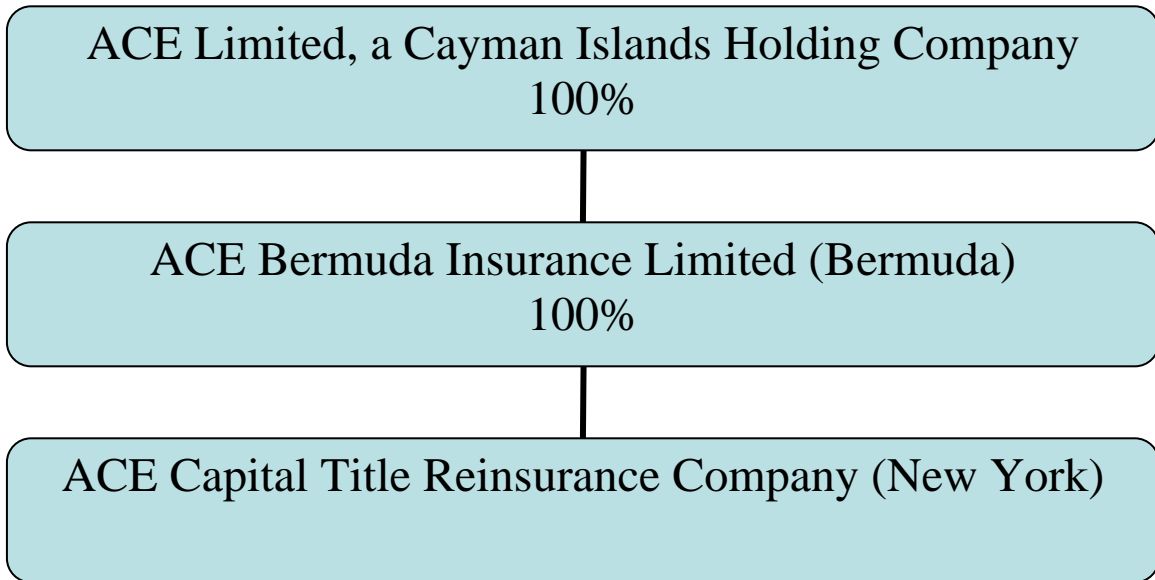 ACE Limited, a Cayman Islands Holding Company
100%
ACE Bermuda Insurance Limited (Bermuda)
100%
ACE Capital Title Reinsurance Company (New York)